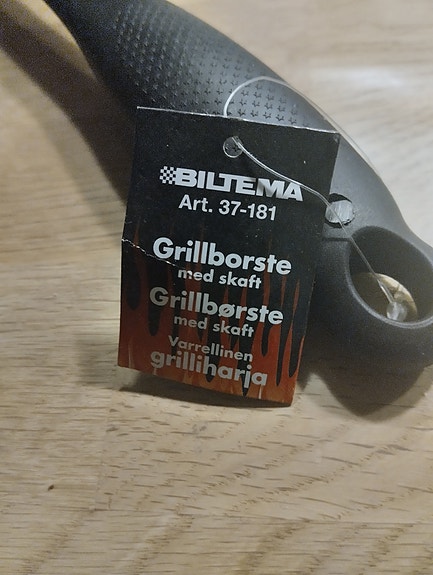 BILTEMA
Art. 37-181
Grillborste
med skaft
Grillbørste
med skaft
Varrellinen
grilliharja